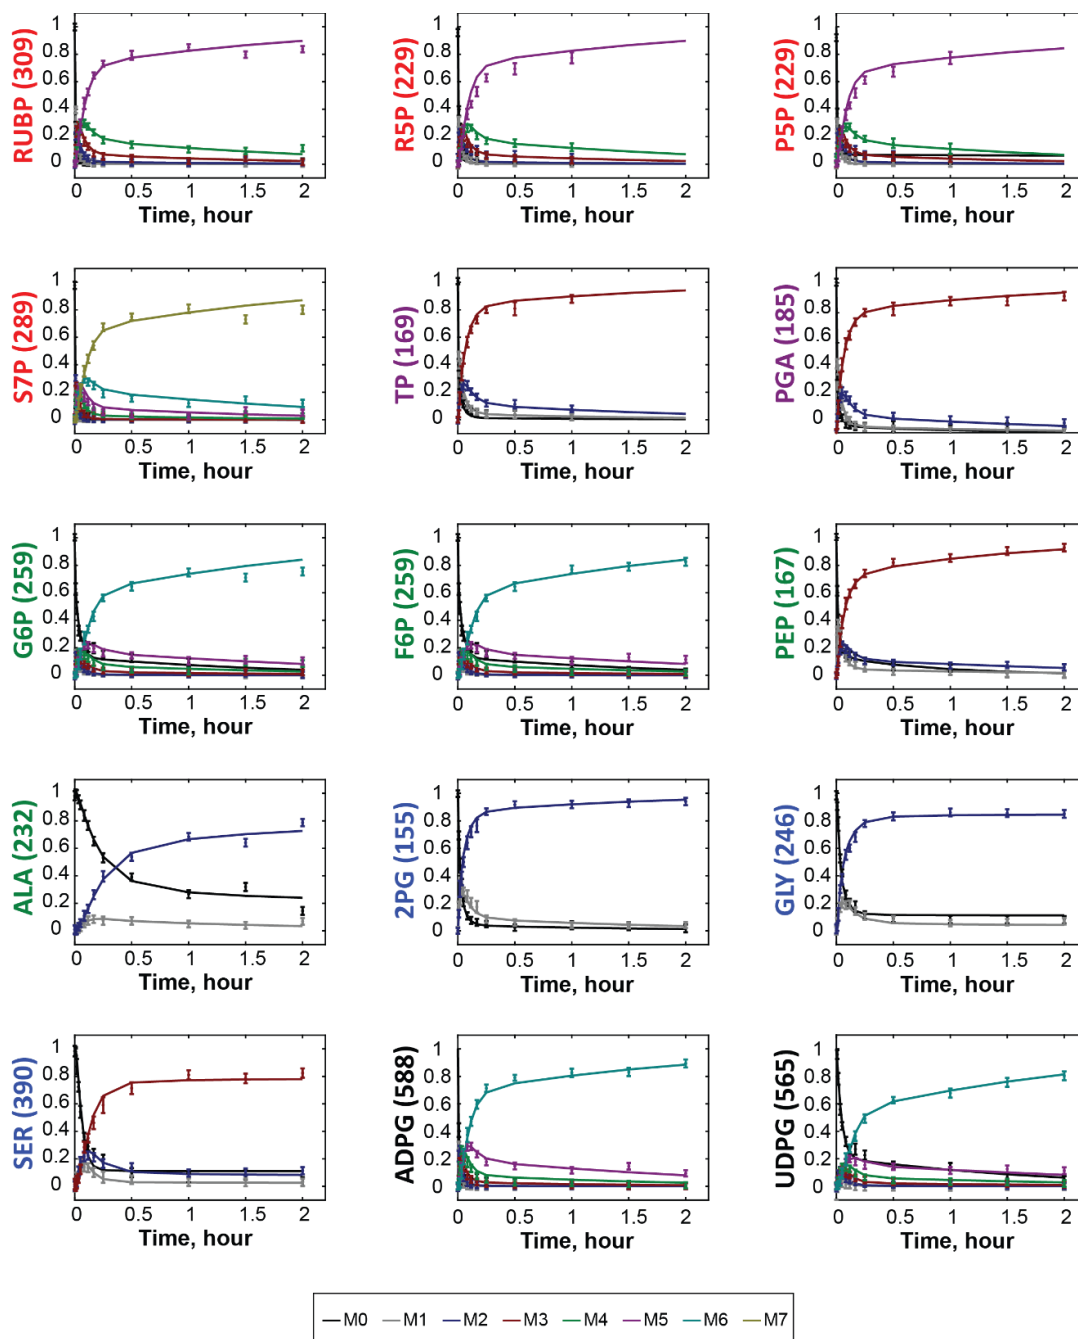 RUBP (309)
1
0.8
0.6
0.4
0.2
0
0 0.5 1 1.5 2
Time, hour
R5P (229)
1
0.8
0.6
0.4
0.2
0
0 0.5 1 1.5 2
Time, hour
P5P (229)
1
0.8
0.6
0.4
0.2
0
0 0.5 1 1.5 2
Time, hour
S7P (289)
1
0.8
0.6
0.4
0.2
0
0 0.5 1 1.5 2
Time, hour
TP (169)
1
0.8
0.6
0.4
0.2
0
0 0.5 1 1.5 2
Time, hour
PGA (185)
1
0.8
0.6
0.4
0.2
0
0 0.5 1 1.5 2
Time, hour
G6P (259)
1
0.8
0.6
0.4
0.2
0
0 0.5 1 1.5 2
Time, hour
F6P (259)
1
0.8
0.6
0.4
0.2
0
0 0.5 1 1.5 2
Time, hour
PEP (167)
1
0.8
0.6
0.4
0.2
0
0 0.5 1 1.5 2
Time, hour
ALA (232)
1
0.8
0.6
0.4
0.2
0
0 0.5 1 1.5 2
Time, hour
2PG (155)
1
0.8
0.6
0.4
0.2
0
0 0.5 1 1.5 2
Time, hour
GLY (246)
1
0.8
0.6
0.4
0.2
0
0 0.5 1 1.5 2
Time, hour
SER (390)
1
0.8
0.6
0.4
0.2
0
0 0.5 1 1.5 2
Time, hour
ADPG (588)
1
0.8
0.6
0.4
0.2
0
0 0.5 1 1.5 2
Time, hour
UDPG (565)
1
0.8
0.6
0.4
0.2
0
0 0.5 1 1.5 2
Time, hour
M0 M1 M2 M3 M4 M5 M6 M7